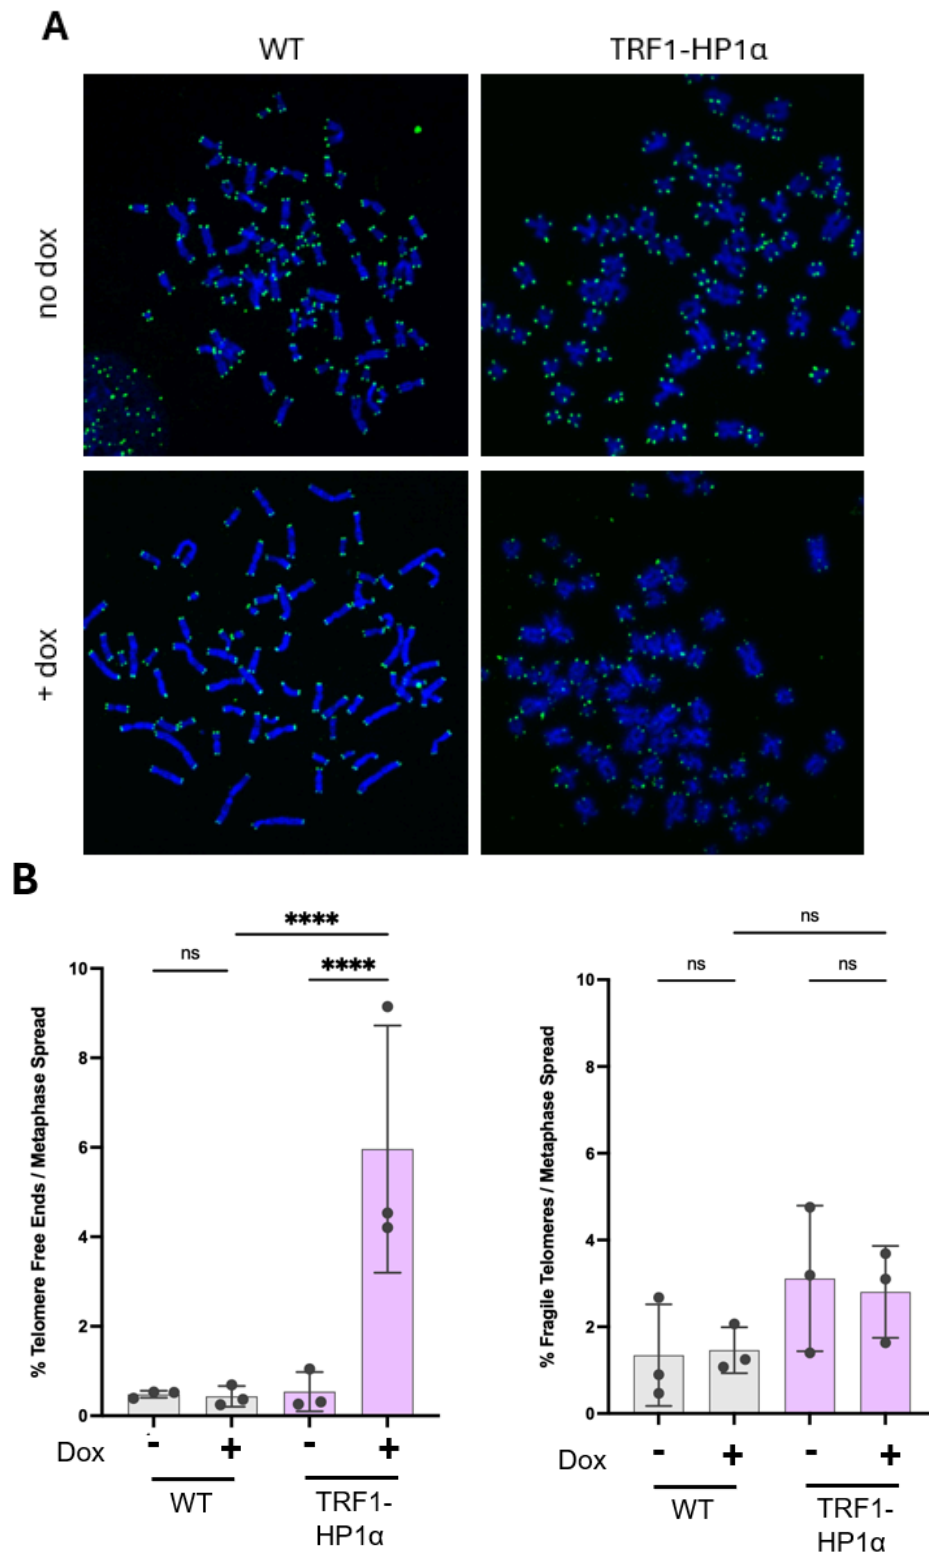 A
WT
TRF1-HP1α
no dox
+ dox
B
% Telomere Free Ends / Metaphase Spread
10
8
6
4
2
0
ns
****
****
Dox
-
+
-
+
WT
TRF1-
HP1α
% Fragile Telomeres / Metaphase Spread
10
8
6
4
2
0
ns
ns
ns
Dox
-
+
-
+
WT
TRF1-
HP1α